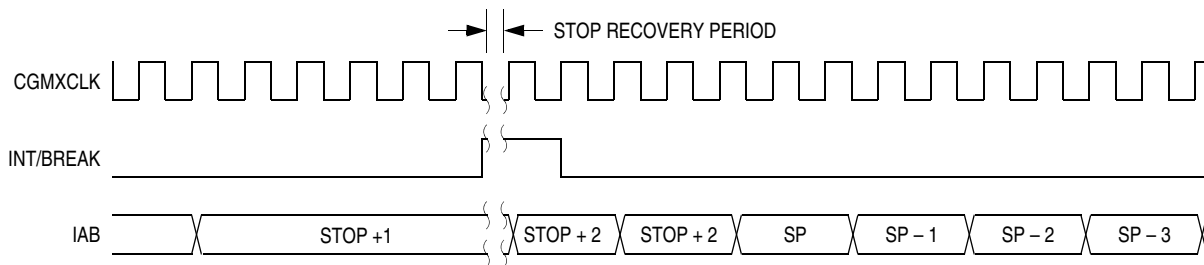 STOP RECOVERY PERIOD
CGMXCLK
INT/BREAK
IAB STOP +1 STOP + 2 STOP + 2 SP SP – 1 SP – 2 SP – 3